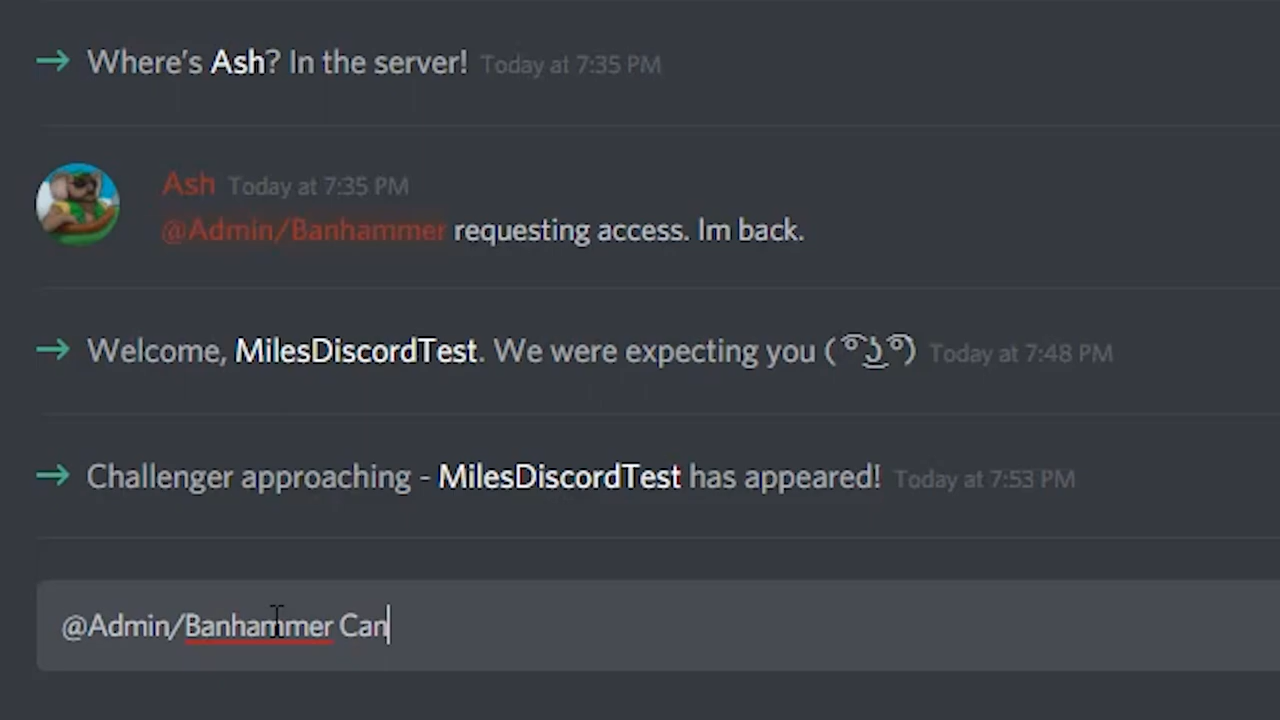 Where's Ash? In the server! Today at 7:35 PM
Ash Today at 7:35 PM
@Admin/Banhammer requesting access. Im back.
Welcome, MilesDiscordTest. We were expecting you ( ͡° ͜ʖ ͡°) Today at 7:48 PM
Challenger approaching - MilesDiscordTest has appeared! Today at 7:53 PM
@Admin/Banhammer Can